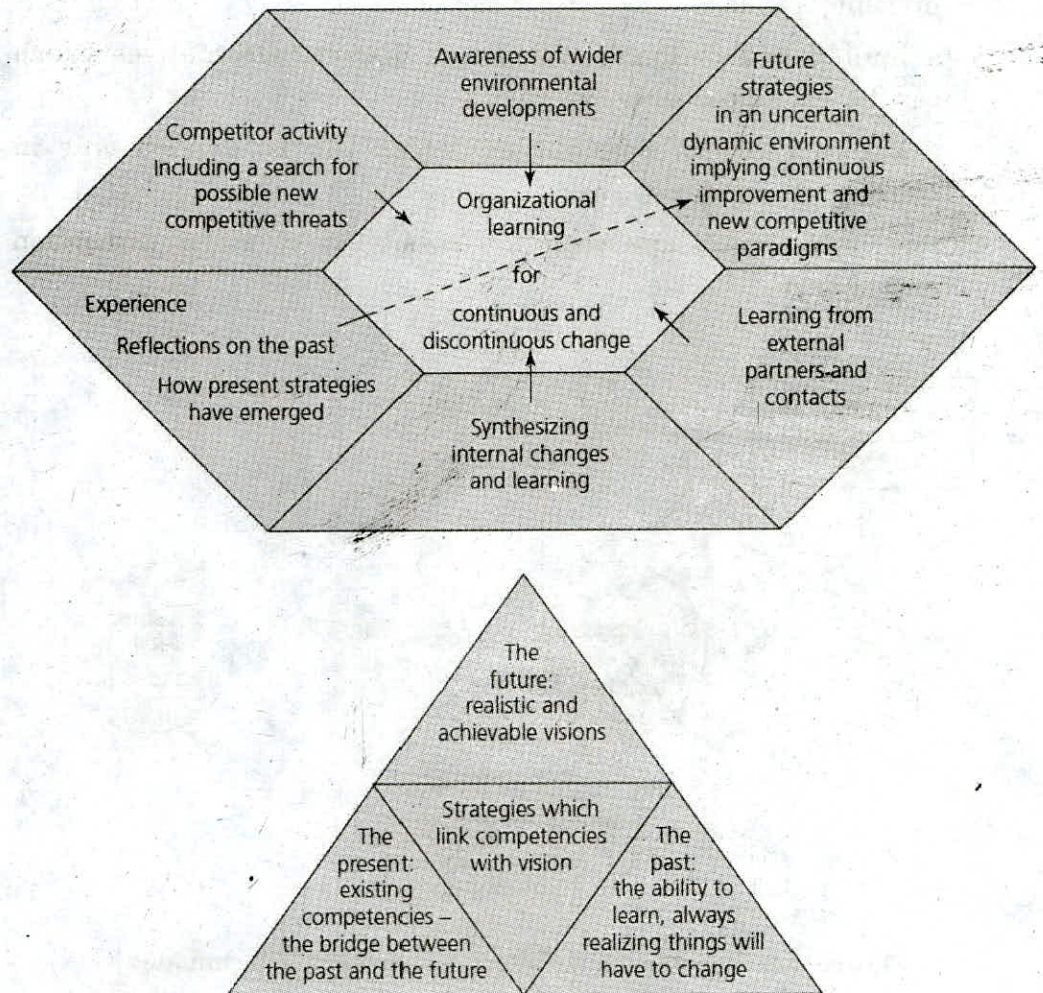 Awareness of wider
environmental
developments
Future
strategies
in an uncertain
dynamic environment
implying continuous
improvement and
new competitive
paradigms
Competitor activity
Including a search for
possible new
competitive threats
Organizational
learning
for
continuous and
discontinuous change
Experience
Reflections on the past
How present strategies
have emerged
Learning from
external
partners and
contacts
Synthesizing
internal changes
and learning
The
future:
realistic and
achievable visions
Strategies which
link competencies
with vision
The
present:
existing
competencies –
the bridge between
the past and the future
The
past:
the ability to
learn, always
realizing things will
have to change